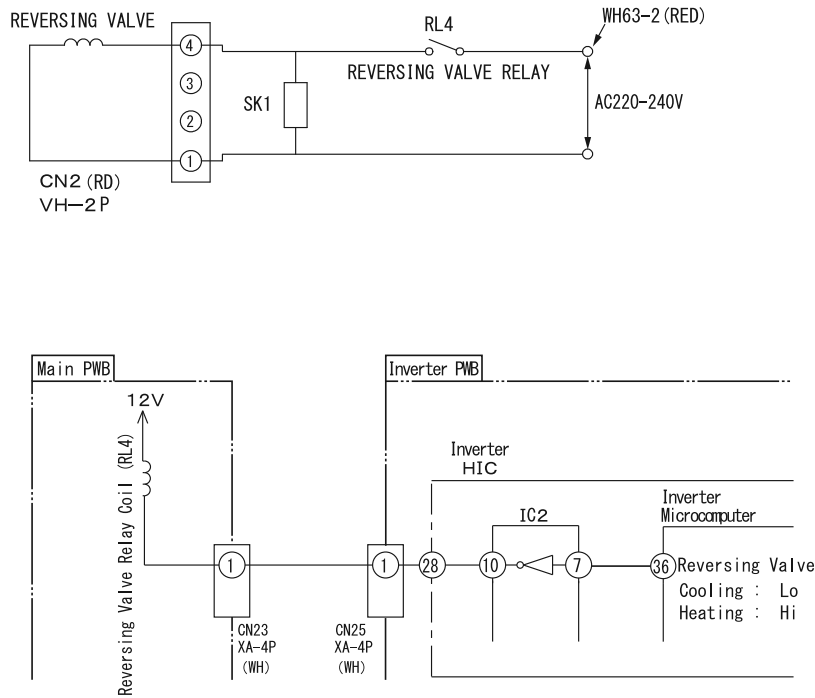 REVERSING VALVE
RL4
WH63-2 (RED)
4
REVERSING VALVE RELAY
3
SK1
AC220-240V
2
1
CN2 (RD)
VH-2P
Main PWB
Inverter PWB
12V
Reversing Valve Relay Coil (RL4)
Inverter
HIC
Inverter
Microcomputer
IC2
1
1
28
10
7
36
Reversing Valve
Cooling : Lo
Heating : Hi
CN23
XA-4P
(WH)
CN25
XA-4P
(WH)